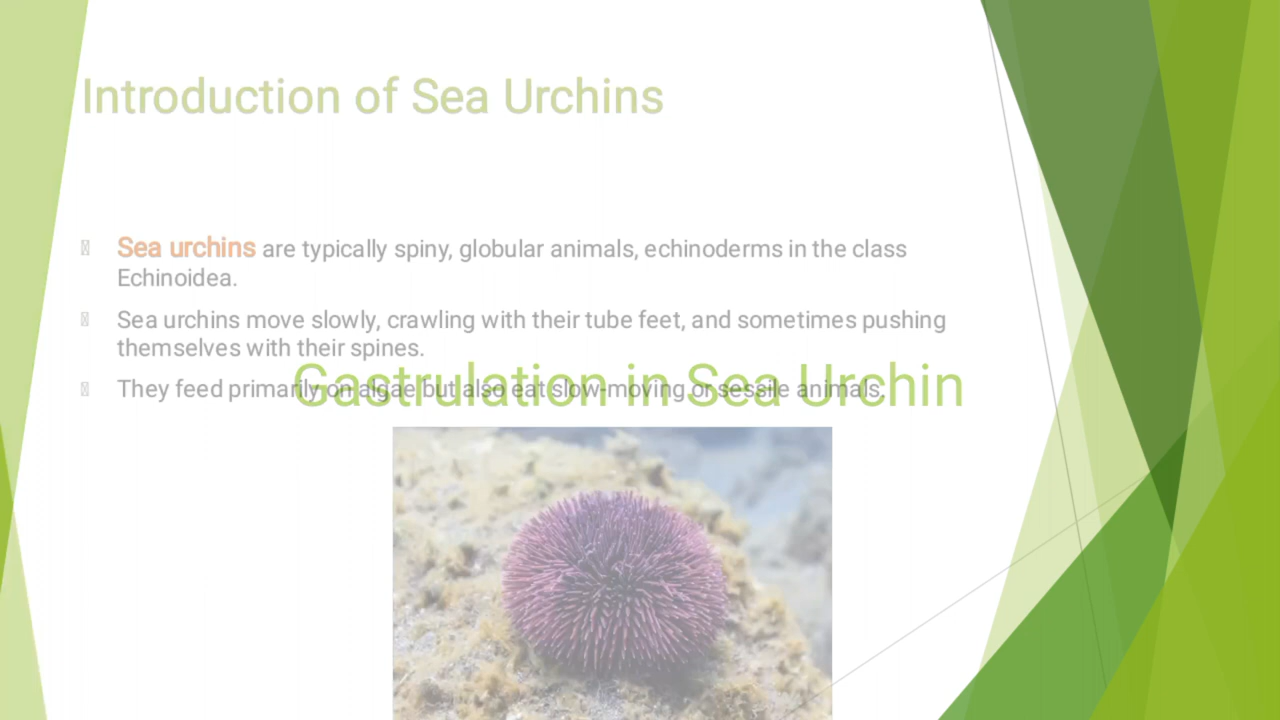 Introduction of Sea Urchins
Sea urchins are typically spiny, globular animals, echinoderms in the class
Echinoidea.
Sea urchins move slowly, crawling with their tube feet, and sometimes pushing
themselves with their spines.
They feed primarily on algae but also eat slow-moving or sessile animals.
Gastrulation in Sea Urchin